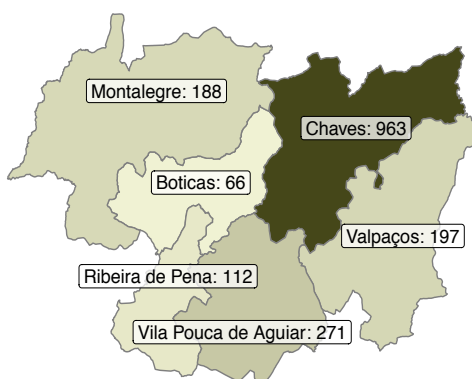 Montalegre: 188
Chaves: 963
Boticas: 66
Valpaços: 197
Ribeira de Pena: 112
Vila Pouca de Aguiar: 271